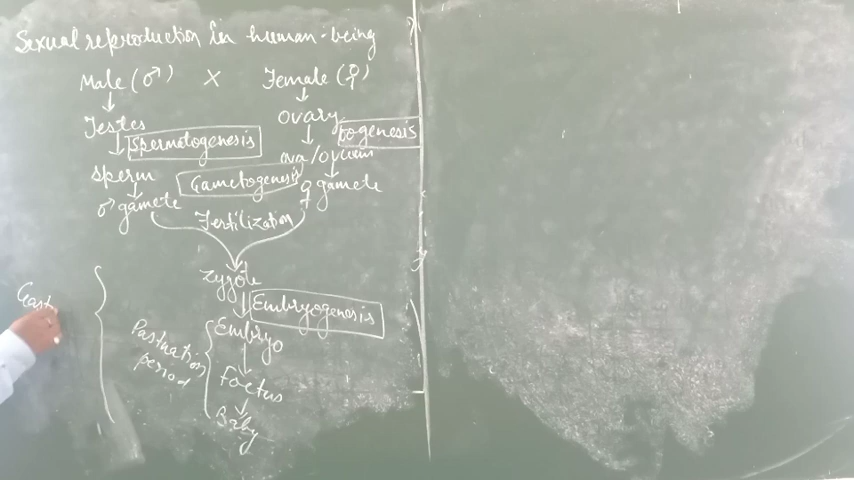 Sexual reproduction in human-being
Male (♂) X Female (♀)
Testes
ovary
Spermatogenesis
oogenesis
ova/ovum
sperm
Gametogenesis
♀ gamete
♂ gamete
Fertilization
Zygote
Embryogenesis
Embryo
period
Foetus
Baby